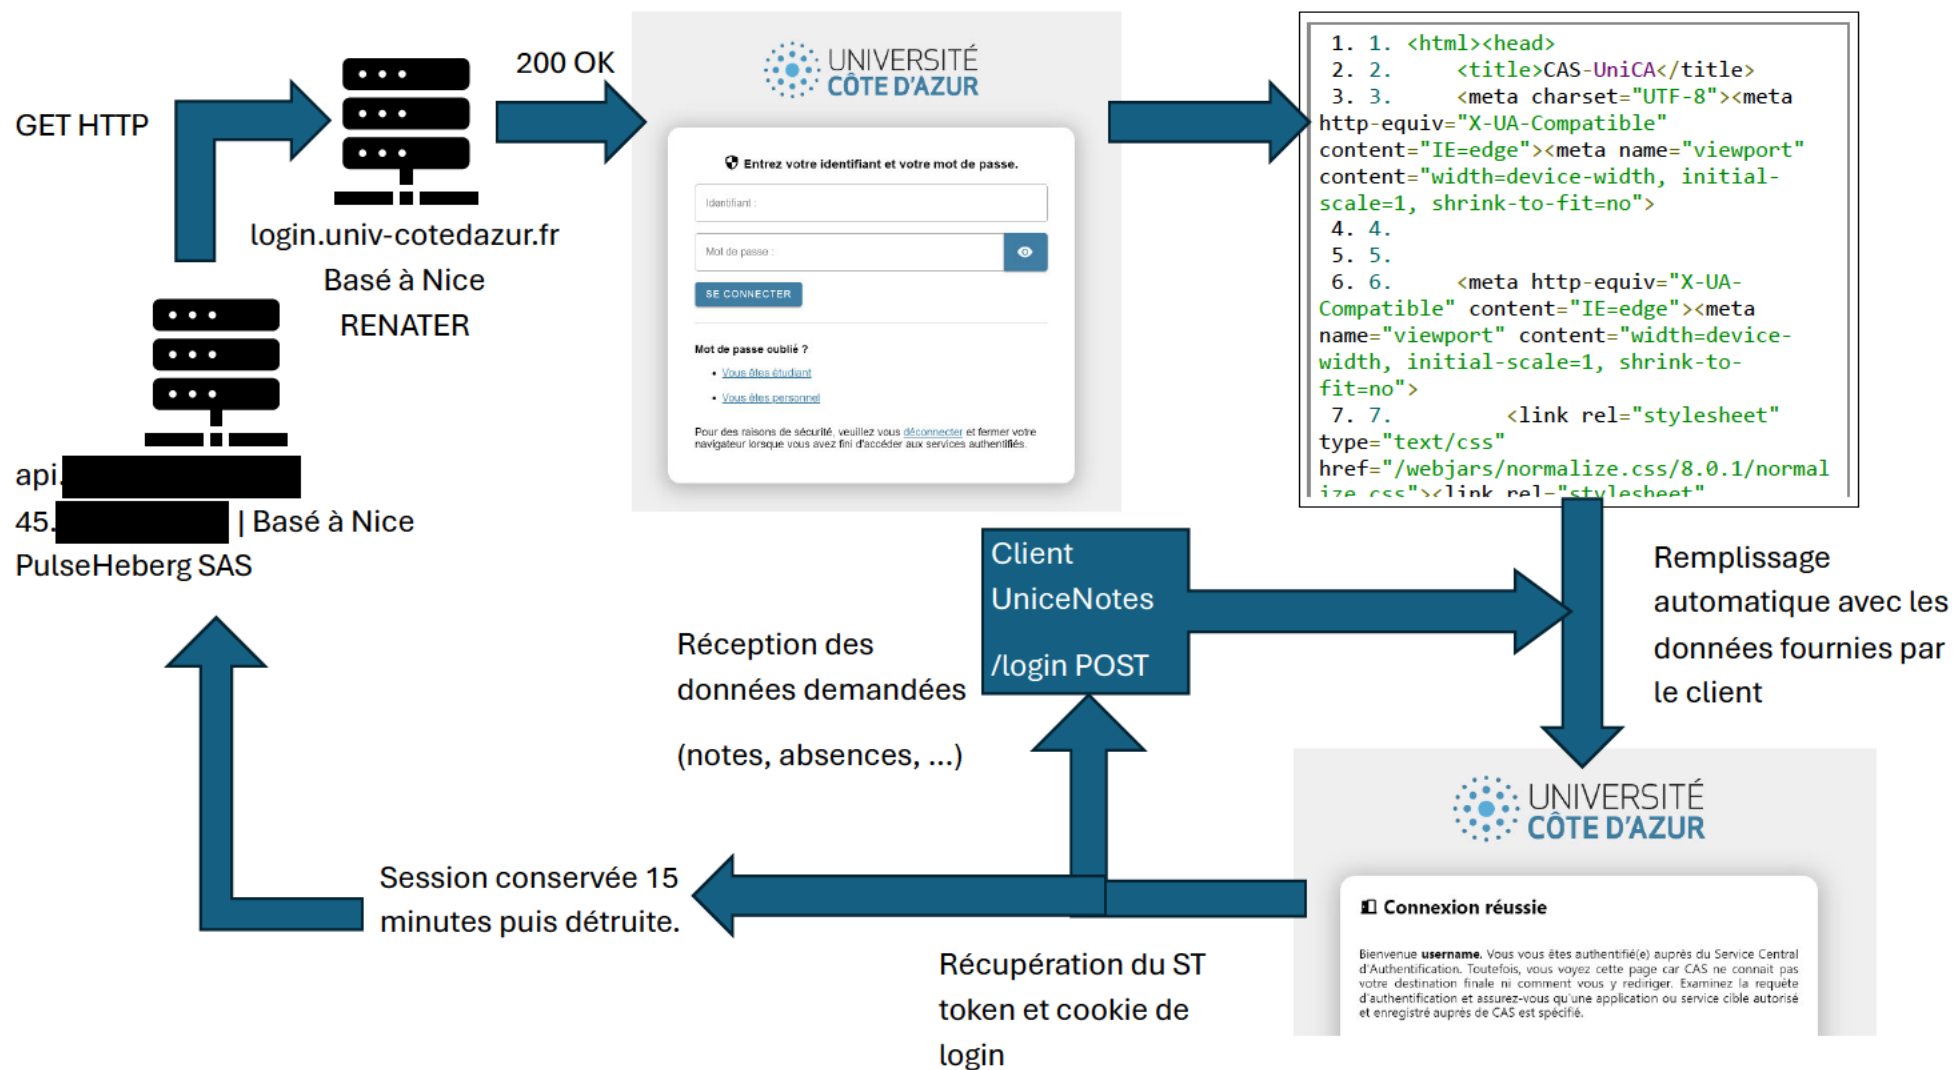 GET HTTP
200 OK
login.univ-cotedazur.fr
Basé à Nice
RENATER
api.
45.
| Basé à Nice
PulseHeberg SAS
UNIVERSITÉ
CÔTE D'AZUR
Entrez votre identifiant et votre mot de passe.
Identifiant :
Mot de passe :
SE CONNECTER
Mot de passe oublié ?
• Vous êtes étudiant
• Vous êtes personnel
Pour des raisons de sécurité, veuillez vous déconnecter et fermer votre
navigateur lorsque vous avez fini d'accéder aux services authentifiés.
1. 1. <html><head>
2. 2. <title>CAS-UniCA</title>
3. 3. <meta charset="UTF-8"><meta
http-equiv="X-UA-Compatible"
content="IE=edge"><meta name="viewport"
content="width=device-width, initial-
scale=1, shrink-to-fit=no">
4. 4.
5. 5.
6. 6. <meta http-equiv="X-UA-
Compatible" content="IE=edge"><meta
name="viewport" content="width=device-
width, initial-scale=1, shrink-to-
fit=no">
7. 7. <link rel="stylesheet"
type="text/css"
href="/webjars/normalize.css/8.0.1/normal
ize.css"><link rel="stylesheet"
Client
UniceNotes
/login POST
Remplissage
automatique avec les
données fournies par
le client
Réception des
données demandées
(notes, absences, ...)
Session conservée 15
minutes puis détruite.
Récupération du ST
token et cookie de
login
UNIVERSITÉ
CÔTE D'AZUR
Connexion réussie
Bienvenue username. Vous vous êtes authentifié(e) auprès du Service Central
d'Authentification. Toutefois, vous voyez cette page car CAS ne connait pas
votre destination finale ni comment vous y rediriger. Examinez la requête
d'authentification et assurez-vous qu'une application ou service cible autorisé
et enregistré auprès de CAS est spécifié.